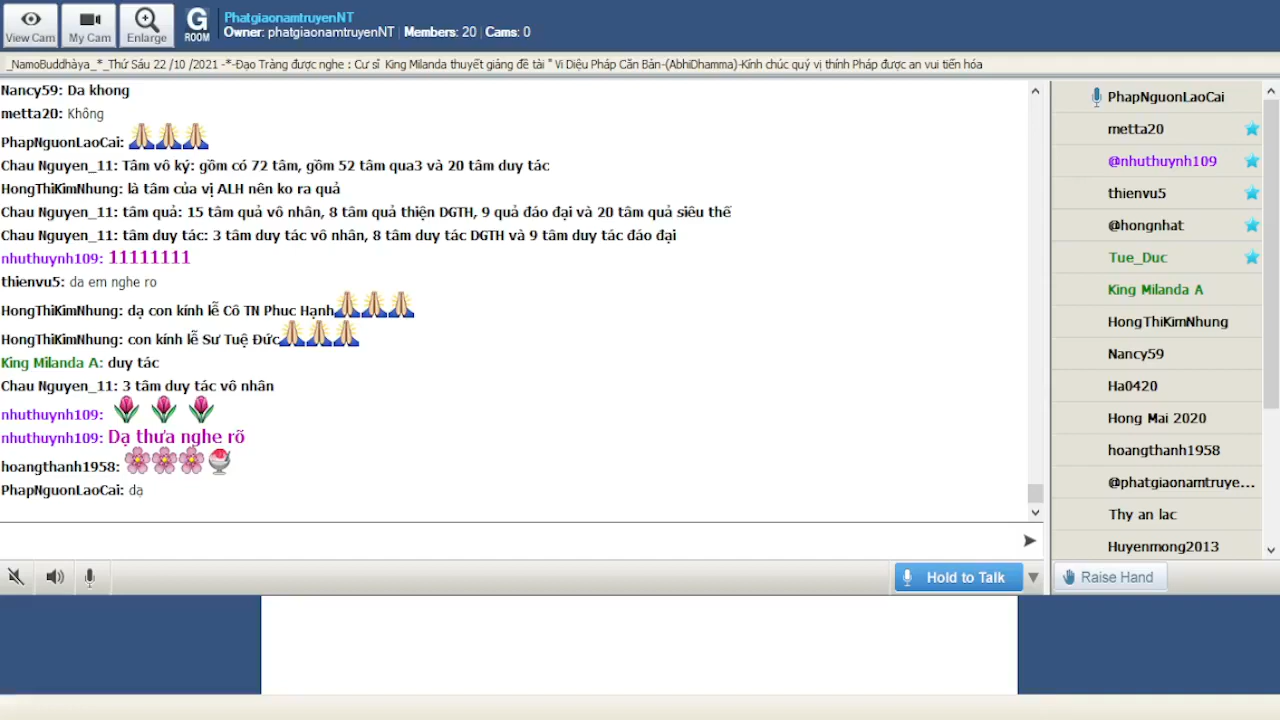 View Cam
My Cam
Enlarge
G
ROOM
PhatgiaonamtruyenNT
Owner: phatgiaonamtruyenNT | Members: 20 | Cams: 0
_NamoBuddhàya_*_Thứ Sáu 22 /10 /2021 -*-Đạo Tràng được nghe : Cư sĩ King Milanda thuyết giảng đề tài " Vi Diệu Pháp Căn Bản-(AbhiDhamma)-Kính chúc quý vị thính Pháp được an vui tiến hóa
Nancy59: Da khong
metta20: Không
PhapNguonLaoCai:
Chau Nguyen_11: Tâm vô ký: gồm có 72 tâm, gồm 52 tâm qua3 và 20 tâm duy tác
HongThiKimNhung: là tâm của vị ALH nên ko ra quả
Chau Nguyen_11: tâm quả: 15 tâm quả vô nhân, 8 tâm quả thiện DGTH, 9 quả đáo đại và 20 tâm quả siêu thế
Chau Nguyen_11: tâm duy tác: 3 tâm duy tác vô nhân, 8 tâm duy tác DGTH và 9 tâm duy tác đáo đại
nhuthuynh109: 11111111
thienvu5: da em nghe ro
HongThiKimNhung: dạ con kính lễ Cô TN Phuc Hạnh
HongThiKimNhung: con kính lễ Sư Tuệ Đức
King Milanda A: duy tác
Chau Nguyen_11: 3 tâm duy tác vô nhân
nhuthuynh109:
nhuthuynh109: Dạ thưa nghe rõ
hoangthanh1958:
PhapNguonLaoCai: dạ
PhapNguonLaoCai
metta20
@nhuthuynh109
thienvu5
@hongnhat
Tue_Duc
King Milanda A
HongThiKimNhung
Nancy59
Ha0420
Hong Mai 2020
hoangthanh1958
@phatgiaonamtruye...
Thy an lac
Huyenmong2013
Hold to Talk
Raise Hand